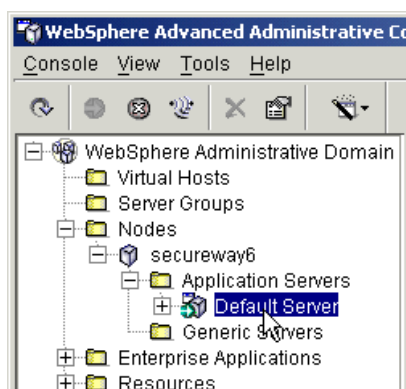 WebSphere Advanced Administrative Co
Console View Tools Help
WebSphere Administrative Domain
Virtual Hosts
Server Groups
Nodes
secureway6
Application Servers
Default Server
Generic Servers
Enterprise Applications
Resources